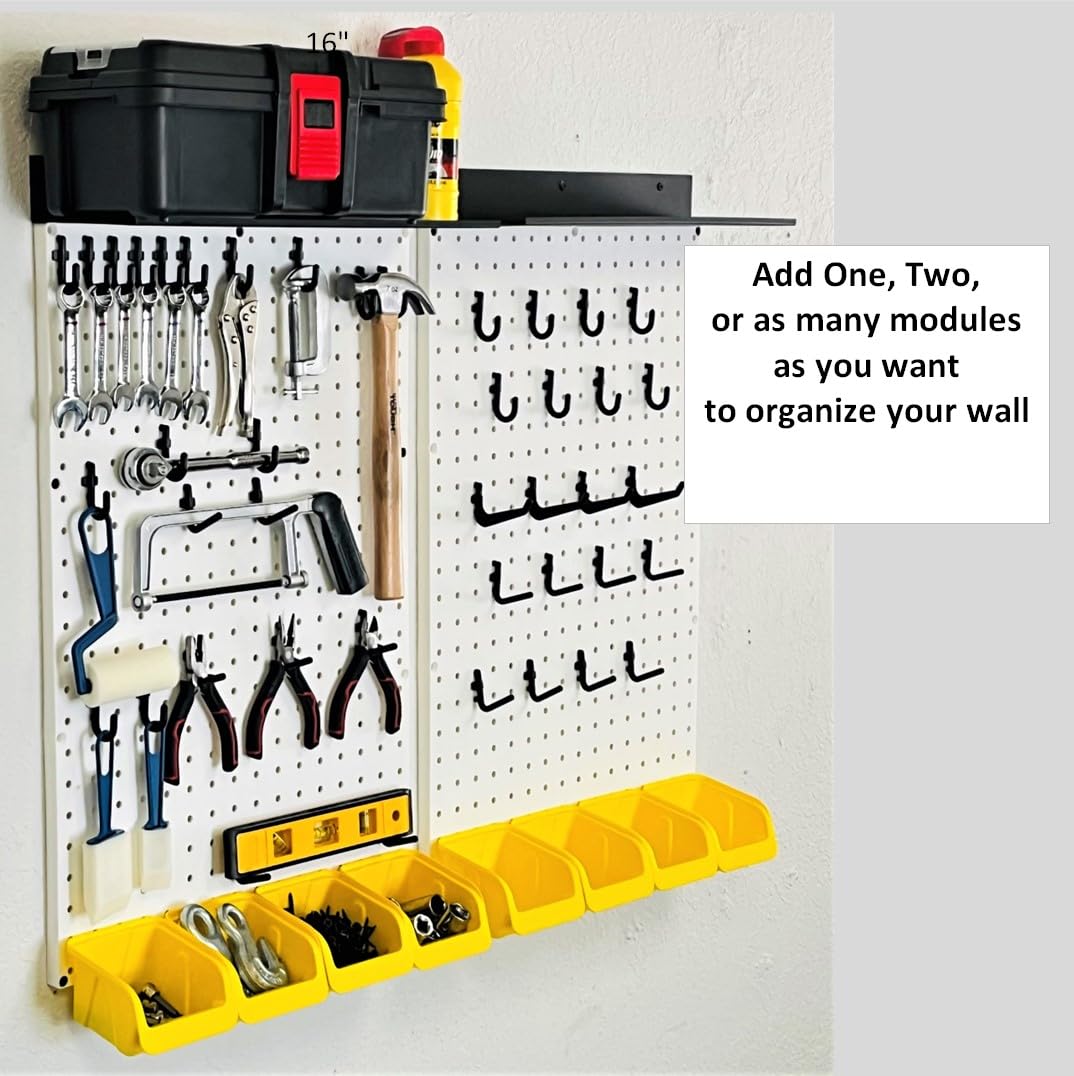 16"
Add One, Two,
or as many modules
as you want
to organize your wall